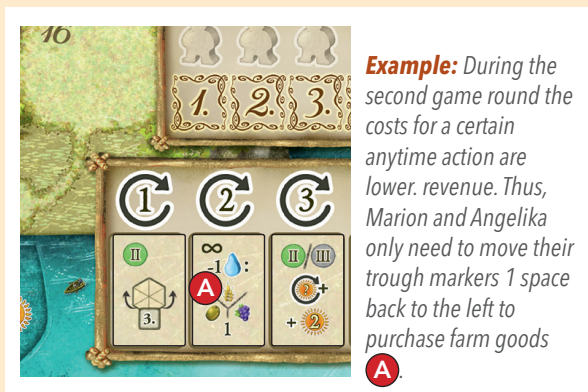 16
1. 2. 3.
1 2 3
II
3.
∞
-1 :
A
1
II/III
2 +
+ 2
Example: During the
second game round the
costs for a certain
anytime action are
lower. revenue. Thus,
Marion and Angelika
only need to move their
trough markers 1 space
back to the left to
purchase farm goods
A.